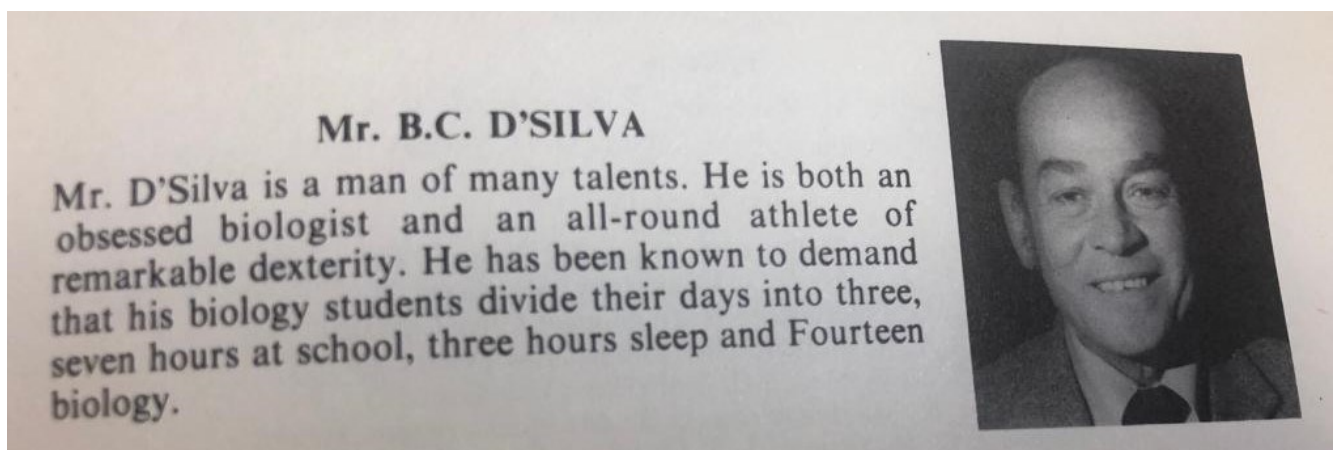 Mr. B.C. D'SILVA
Mr. D'Silva is a man of many talents. He is both an
obsessed biologist and an all-round athlete of
remarkable dexterity. He has been known to demand
that his biology students divide their days into three,
seven hours at school, three hours sleep and Fourteen
biology.